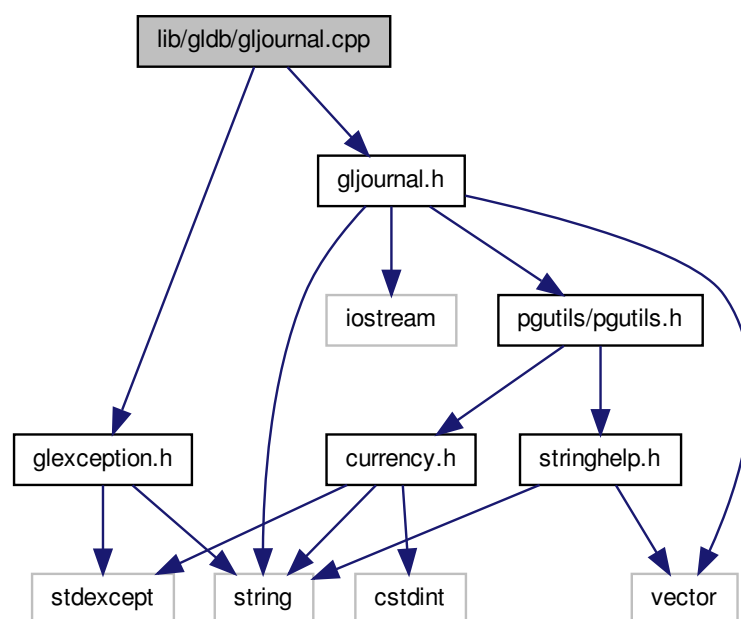 lib/gldb/gljournal.cpp
gljournal.h
iostream
pgutils/pgutils.h
glexception.h
currency.h
stringhelp.h
stdexcept
string
cstdint
vector